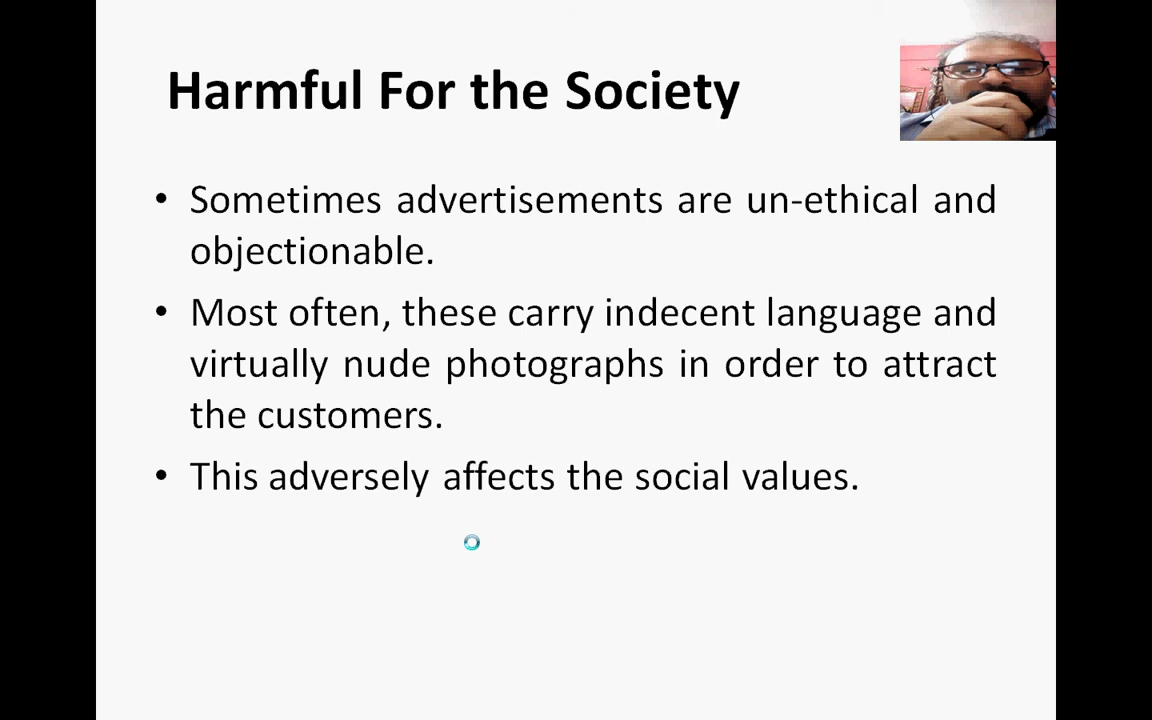 Harmful For the Society
• Sometimes advertisements are un-ethical and
objectionable.
• Most often, these carry indecent language and
virtually nude photographs in order to attract
the customers.
• This adversely affects the social values.